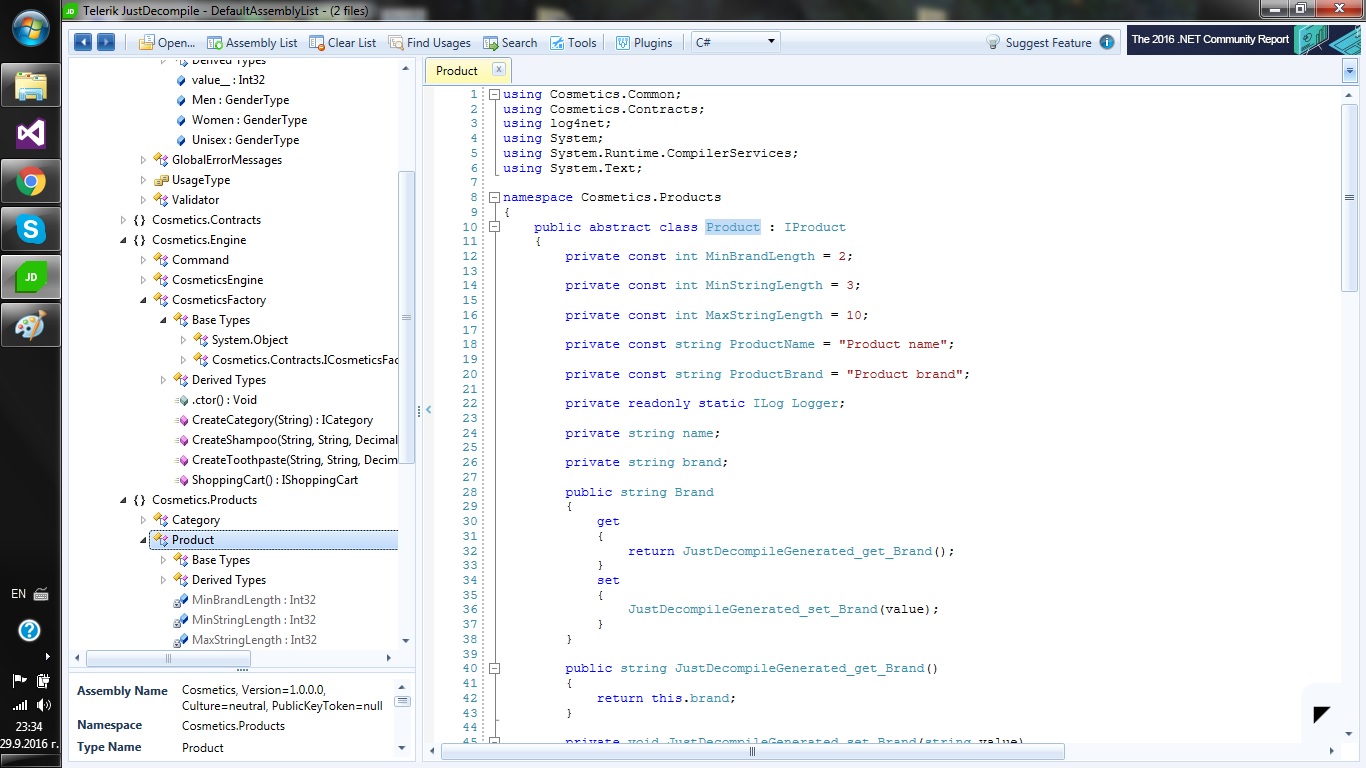 Telerik JustDecompile - DefaultAssemblyList - (2 files)
Open... Assembly List Clear List Find Usages Search Tools Plugins C# Suggest Feature The 2016 .NET Community Report
Derived Types
value__ : Int32
Men : GenderType
Women : GenderType
Unisex : GenderType
GlobalErrorMessages
UsageType
Validator
{} Cosmetics.Contracts
{} Cosmetics.Engine
Command
CosmeticsEngine
CosmeticsFactory
Base Types
System.Object
Cosmetics.Contracts.ICosmeticsFac
Derived Types
.ctor() : Void
CreateCategory(String) : ICategory
CreateShampoo(String, String, Decimal
CreateToothpaste(String, String, Decim
ShoppingCart() : IShoppingCart
{} Cosmetics.Products
Category
Product
Base Types
Derived Types
MinBrandLength : Int32
MinStringLength : Int32
MaxStringLength : Int32
Assembly Name Cosmetics, Version=1.0.0.0,
Culture=neutral, PublicKeyToken=null
Namespace Cosmetics.Products
Type Name Product
Product x
1 using Cosmetics.Common;
2 using Cosmetics.Contracts;
3 using log4net;
4 using System;
5 using System.Runtime.CompilerServices;
6 using System.Text;
7
8 namespace Cosmetics.Products
9 {
10 public abstract class Product : IProduct
11 {
12 private const int MinBrandLength = 2;
13
14 private const int MinStringLength = 3;
15
16 private const int MaxStringLength = 10;
17
18 private const string ProductName = "Product name";
19
20 private const string ProductBrand = "Product brand";
21
22 private readonly static ILog Logger;
23
24 private string name;
25
26 private string brand;
27
28 public string Brand
29 {
30 get
31 {
32 return JustDecompileGenerated_get_Brand();
33 }
34 set
35 {
36 JustDecompileGenerated_set_Brand(value);
37 }
38 }
39
40 public string JustDecompileGenerated_get_Brand()
41 {
42 return this.brand;
43 }
44
45 private void JustDecompileGenerated_set_Brand(string value)
JD
JD
EN
23:34
29.9.2016 г.